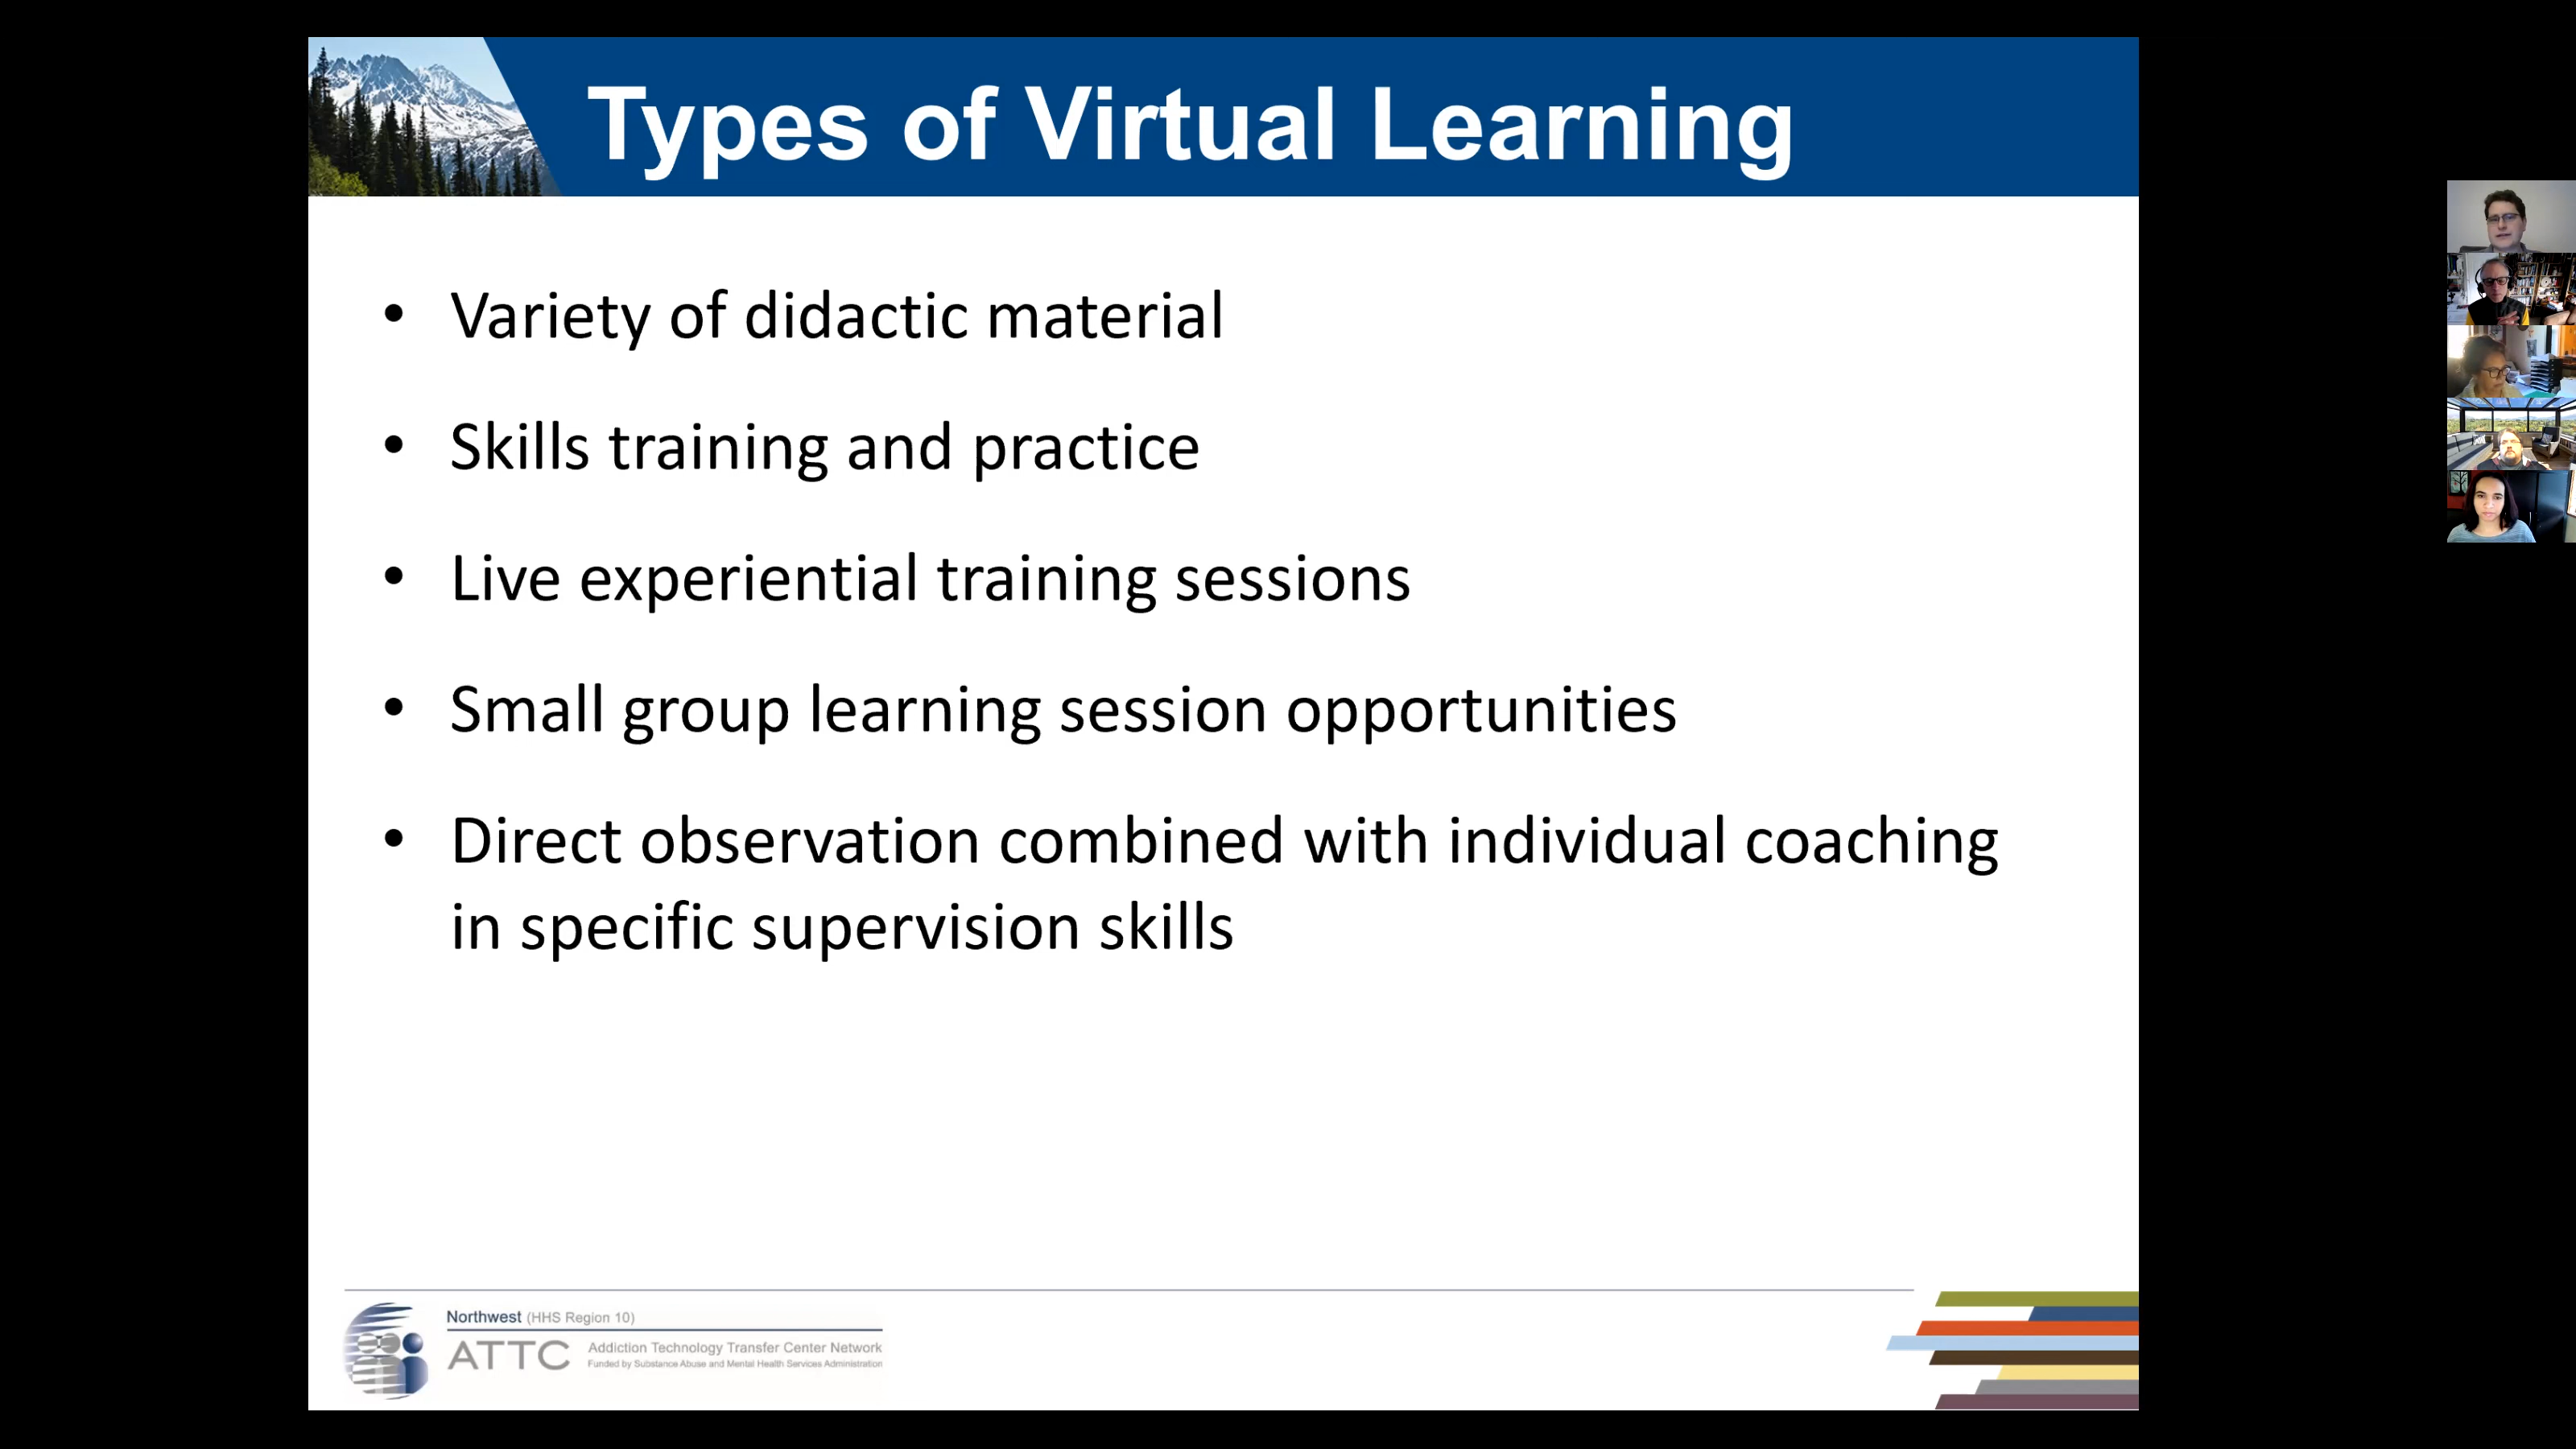 Types of Virtual Learning
• Variety of didactic material
• Skills training and practice
• Live experiential training sessions
• Small group learning session opportunities
• Direct observation combined with individual coaching
in specific supervision skills
Northwest (HHS Region 10)
ATTC
Addiction Technology Transfer Center Network
Funded by Substance Abuse and Mental Health Services Administration